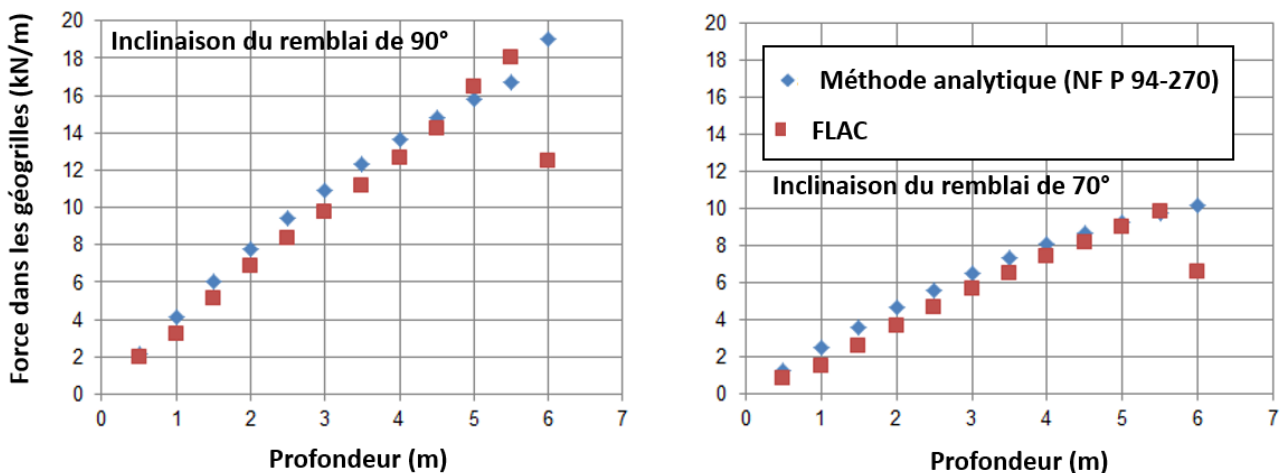 Force dans les géogrilles (kN/m)
20
18
16
14
12
10
8
6
4
2
0
Inclinaison du remblai de 90°
0 1 2 3 4 5 6 7
Profondeur (m)
20
18
16
14
12
10
8
6
4
2
0
Méthode analytique (NF P 94-270)
FLAC
Inclinaison du remblai de 70°
0 1 2 3 4 5 6 7
Profondeur (m)